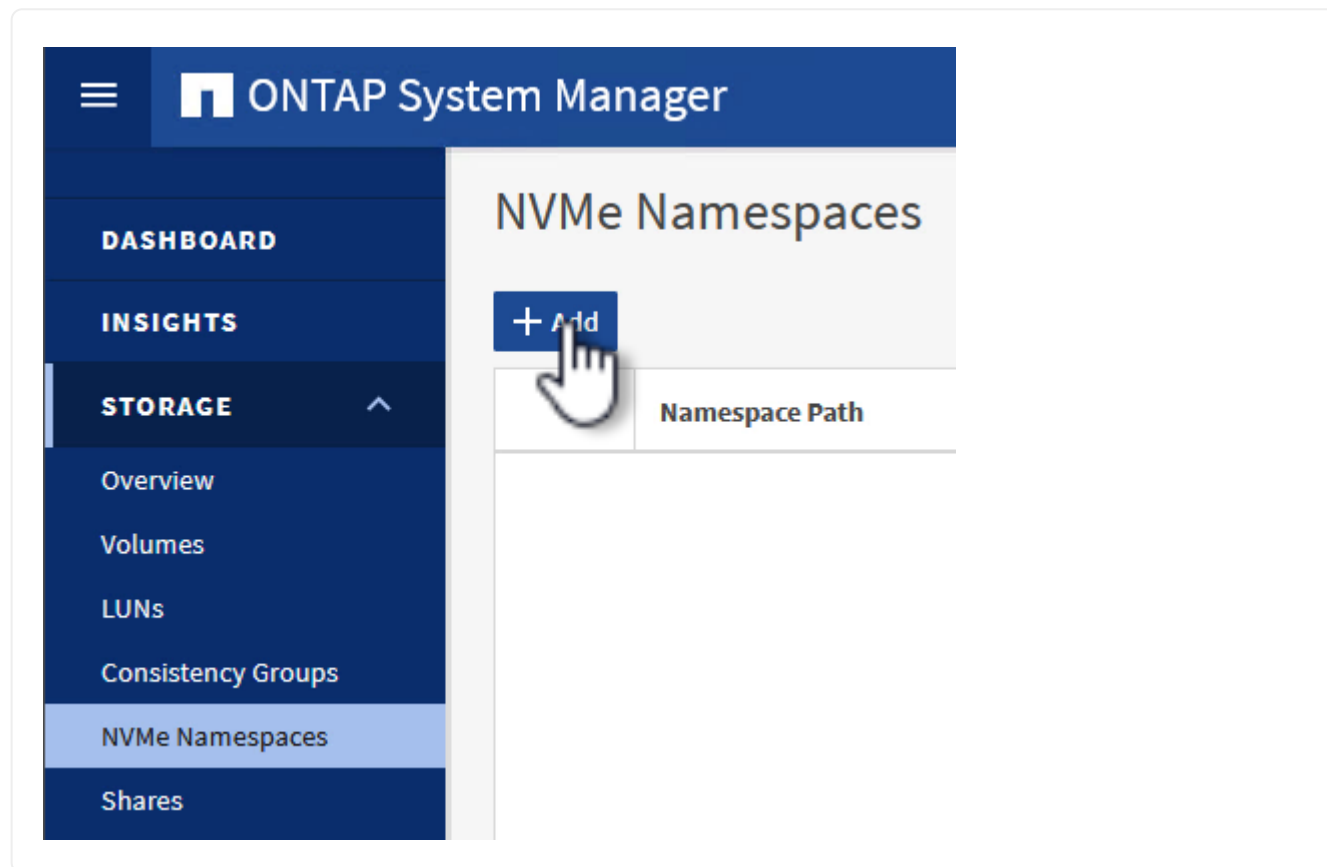 ONTAP System Manager
DASHBOARD
INSIGHTS
STORAGE
Overview
Volumes
LUNs
Consistency Groups
NVMe Namespaces
Shares
NVMe Namespaces
+ Add
Namespace Path